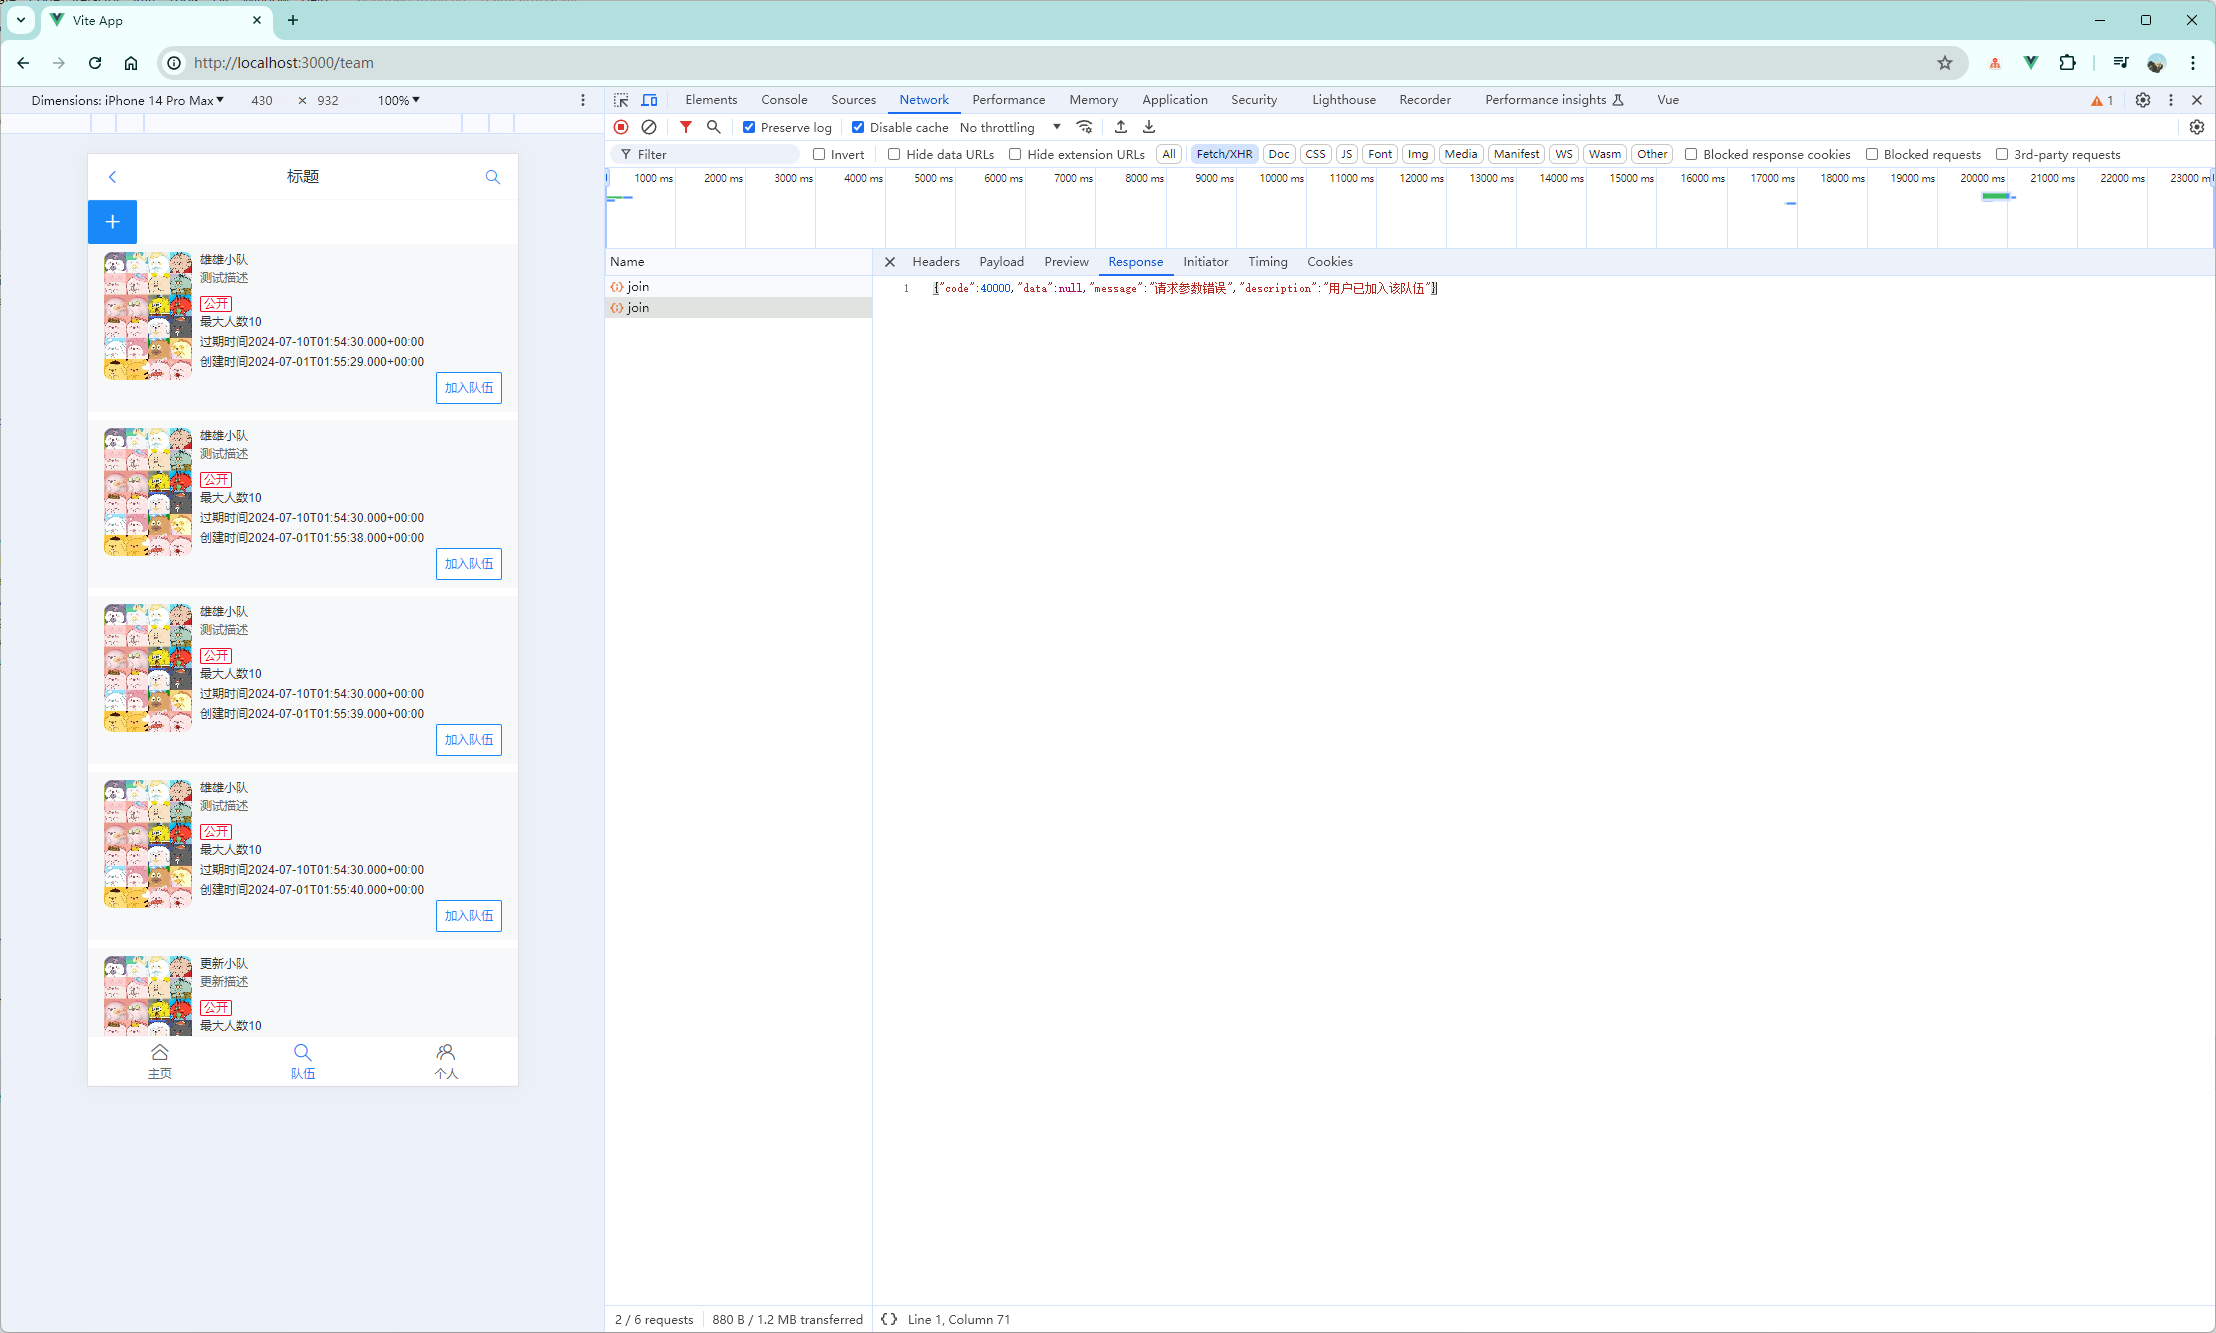 Vite App
http://localhost:3000/team
Dimensions: iPhone 14 Pro Max 430 × 932 100%
Elements Console Sources Network Performance Memory Application Security Lighthouse Recorder Performance insights Vue 1
Preserve log Disable cache No throttling
Filter Invert Hide data URLs Hide extension URLs All Fetch/XHR Doc CSS JS Font Img Media Manifest WS Wasm Other Blocked response cookies Blocked requests 3rd-party requests
1000 ms 2000 ms 3000 ms 4000 ms 5000 ms 6000 ms 7000 ms 8000 ms 9000 ms 10000 ms 11000 ms 12000 ms 13000 ms 14000 ms 15000 ms 16000 ms 17000 ms 18000 ms 19000 ms 20000 ms 21000 ms 22000 ms 23000 m
标题
雄雄小队
测试描述
公开
最大人数10
过期时间2024-07-10T01:54:30.000+00:00
创建时间2024-07-01T01:55:29.000+00:00
加入队伍
雄雄小队
测试描述
公开
最大人数10
过期时间2024-07-10T01:54:30.000+00:00
创建时间2024-07-01T01:55:38.000+00:00
加入队伍
雄雄小队
测试描述
公开
最大人数10
过期时间2024-07-10T01:54:30.000+00:00
创建时间2024-07-01T01:55:39.000+00:00
加入队伍
雄雄小队
测试描述
公开
最大人数10
过期时间2024-07-10T01:54:30.000+00:00
创建时间2024-07-01T01:55:40.000+00:00
加入队伍
更新小队
更新描述
公开
最大人数10
主页 队伍 个人
Name
join
join
Headers Payload Preview Response Initiator Timing Cookies
1 {"code":40000,"data":null,"message":"请求参数错误","description":"用户已加入该队伍"}
2 / 6 requests 880 B / 1.2 MB transferred {} Line 1, Column 71